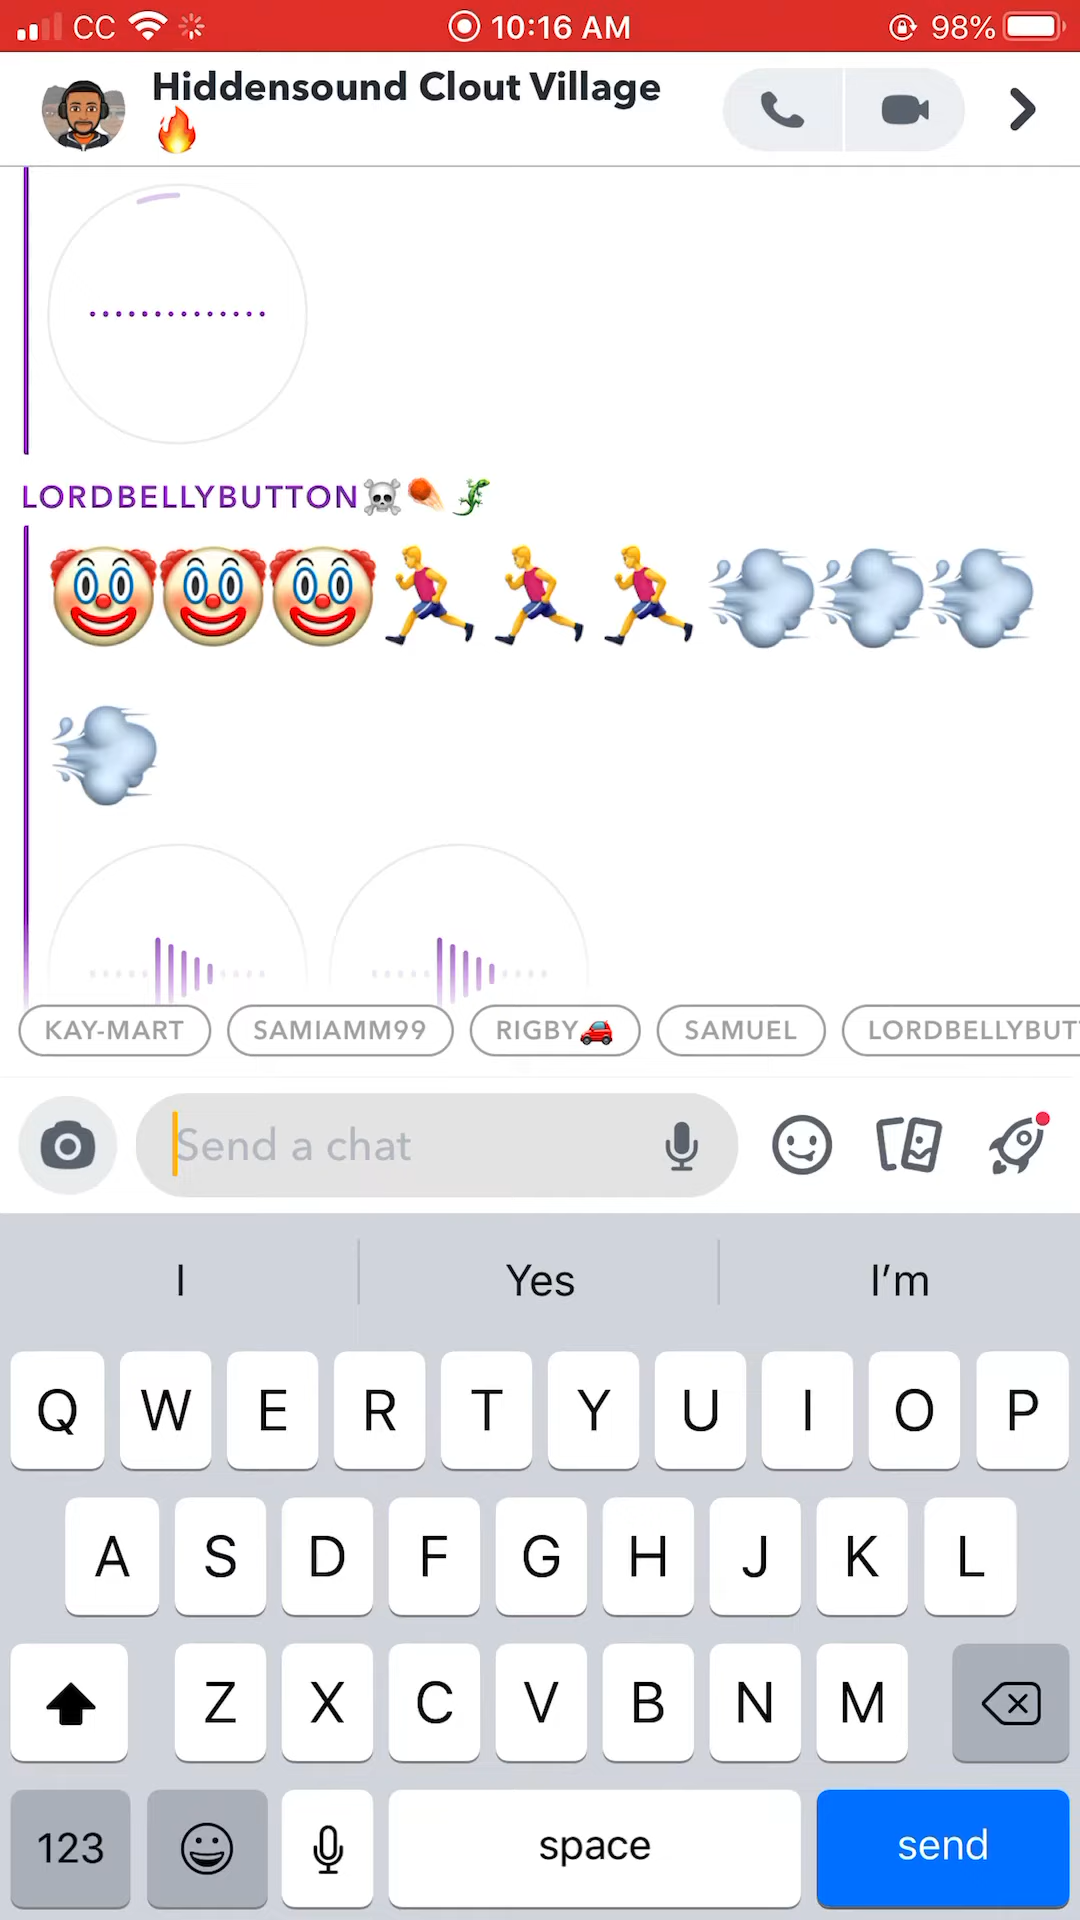 CC 10:16 AM 98%
Hiddensound Clout Village
🔥
LORDBELLYBUTTON☠️☄️🦎
🤡🤡🤡🏃🏃🏃💨💨💨
💨
KAY-MART SAMIAMM99 RIGBY🚗 SAMUEL LORDBELLYBUT
Send a chat
I Yes I’m
Q W E R T Y U I O P
A S D F G H J K L
Z X C V B N M
123 space send